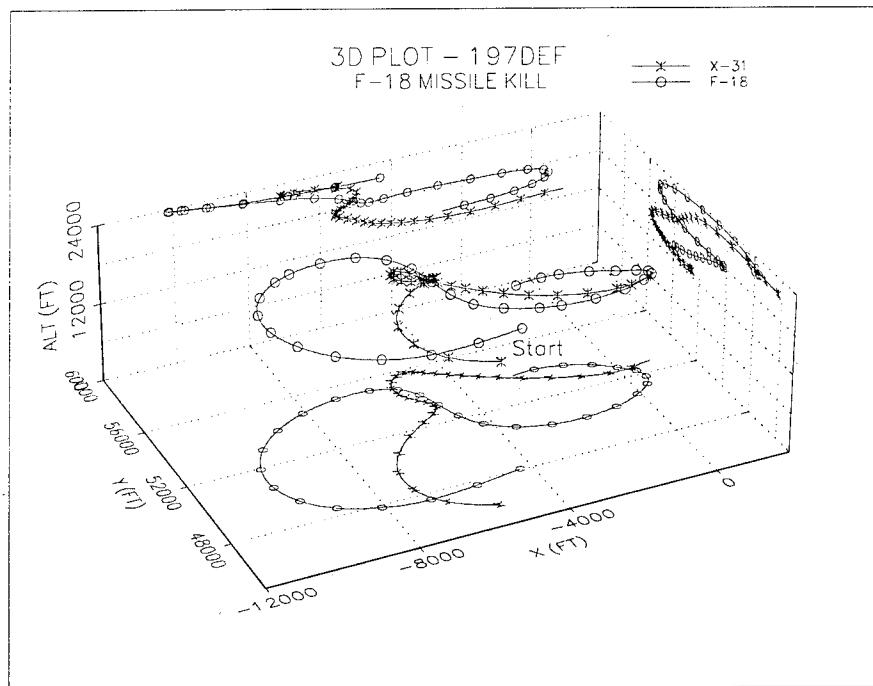 3D PLOT - 197DEF
F-18 MISSILE KILL
X-31
F-18
24000
12000
ALT (FT)
60000
56000
52000
48000
Y (FT)
Start
0
-4000
-8000
-12000
X (FT)